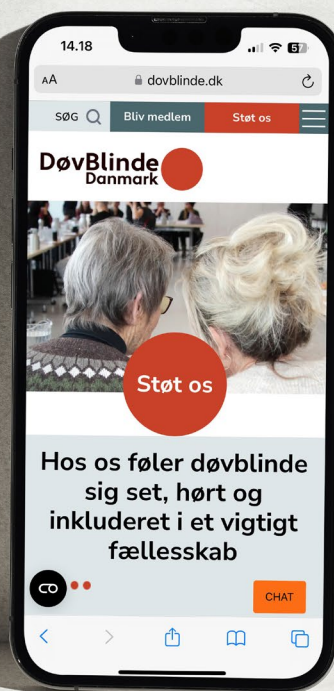 14.18
57
AA
dovblinde.dk
SØG
Bliv medlem
Støt os
DøvBlinde
Danmark
Støt os
Hos os føler døvblinde
sig set, hørt og
inkluderet i et vigtigt
fællesskab
CHAT